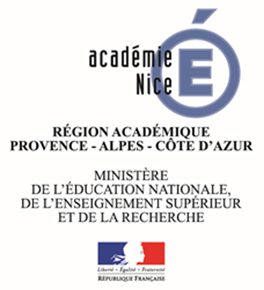 académie
Nice
É
RÉGION ACADÉMIQUE
PROVENCE - ALPES - CÔTE D'AZUR
MINISTÈRE
DE L'ÉDUCATION NATIONALE,
DE L'ENSEIGNEMENT SUPÉRIEUR
ET DE LA RECHERCHE
Liberté • Égalité • Fraternité
RÉPUBLIQUE FRANÇAISE